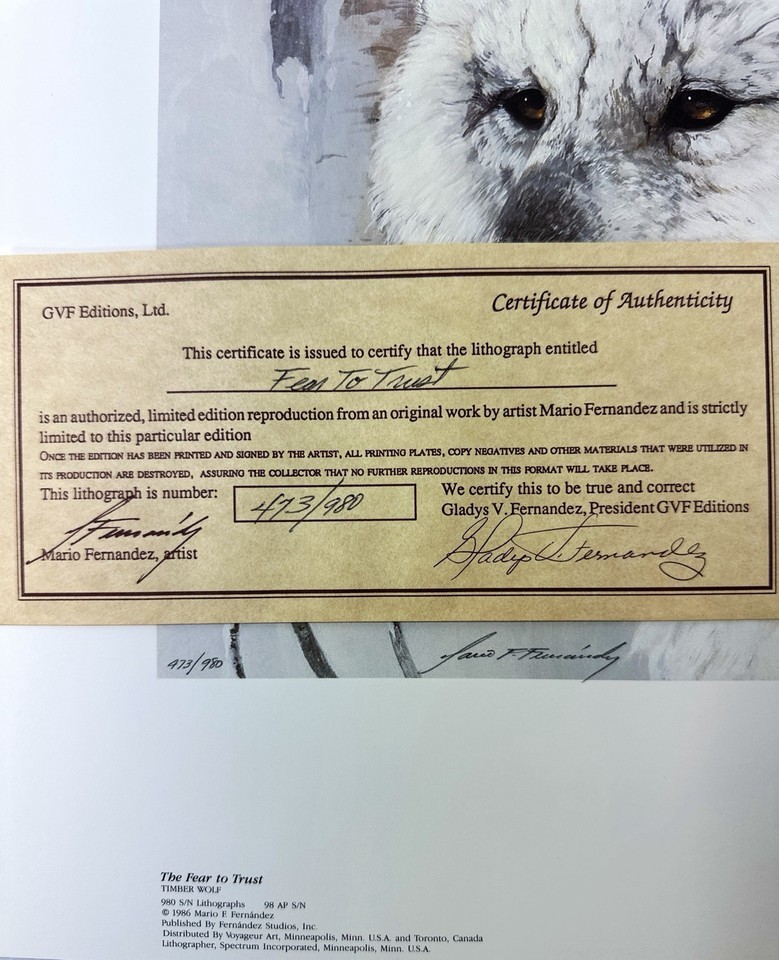 GVF Editions, Ltd.
Certificate of Authenticity
This certificate is issued to certify that the lithograph entitled
Fear To Trust
is an authorized, limited edition reproduction from an original work by artist Mario Fernandez and is strictly
limited to this particular edition
ONCE THE EDITION HAS BEEN PRINTED AND SIGNED BY THE ARTIST, ALL PRINTING PLATES, COPY NEGATIVES AND OTHER MATERIALS THAT WERE UTILIZED IN
ITS PRODUCTION ARE DESTROYED, ASSURING THE COLLECTOR THAT NO FURTHER REPRODUCTIONS IN THIS FORMAT WILL TAKE PLACE.
This lithograph is number:
473/980
Fernández
Mario Fernandez, artist
We certify this to be true and correct
Gladys V. Fernandez, President GVF Editions
Gladys V. Fernandez
473/980
Mario F. Fernández
The Fear to Trust
TIMBER WOLF
980 S/N Lithographs 98 AP S/N
© 1986 Mario F. Fernández
Published By Fernández Studios, Inc.
Distributed By Voyageur Art, Minneapolis, Minn. U.S.A. and Toronto, Canada
Lithographer, Spectrum Incorporated, Minneapolis, Minn. U.S.A.